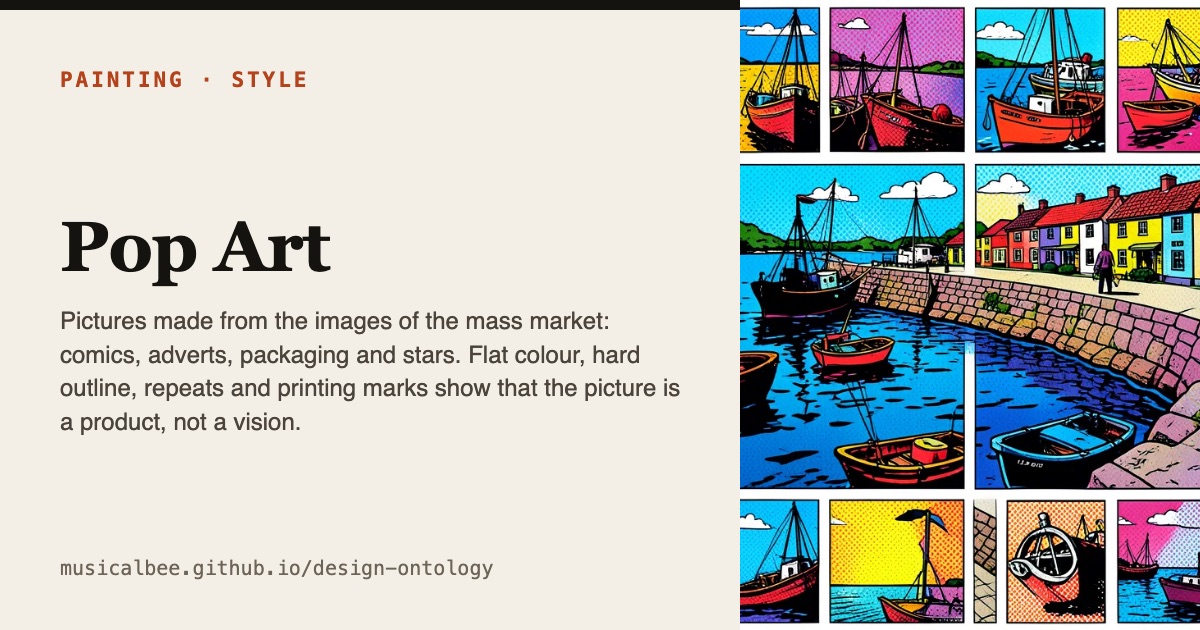 PAINTING · STYLE
Pop Art
Pictures made from the images of the mass market:
comics, adverts, packaging and stars. Flat colour, hard
outline, repeats and printing marks show that the picture is
a product, not a vision.
musicalbee.github.io/design-ontology